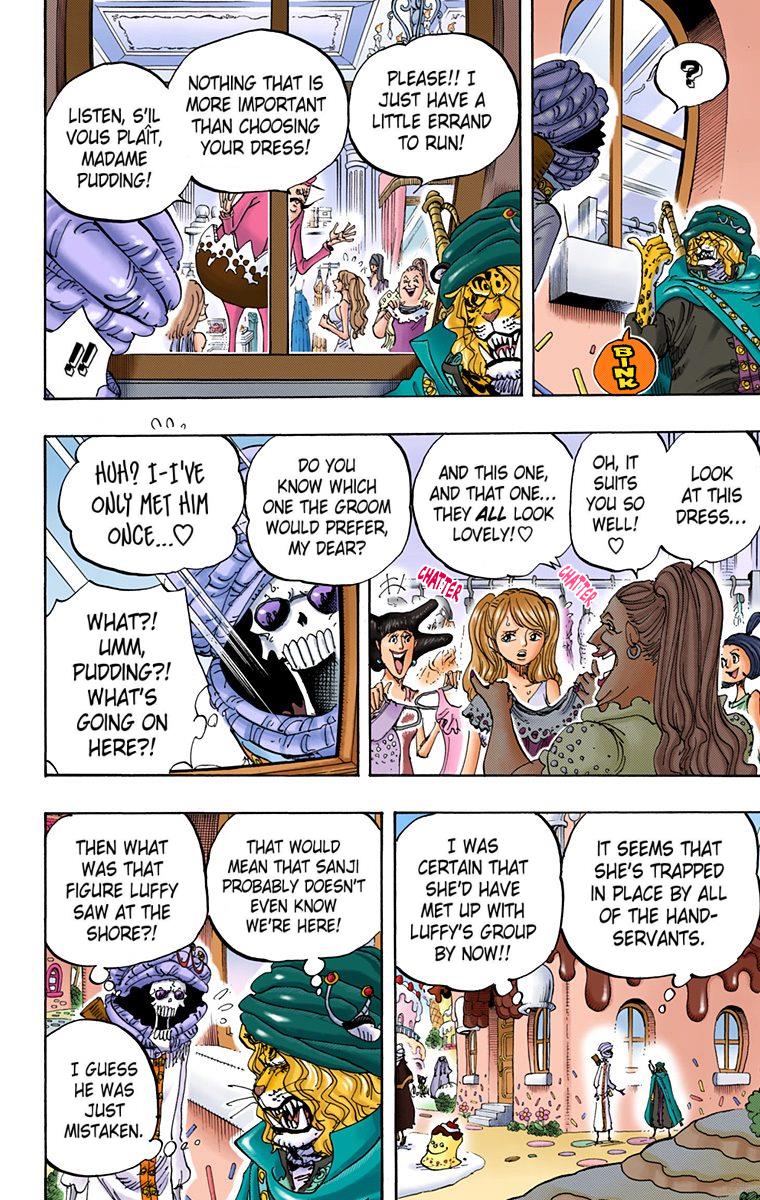 ?
BINK
PLEASE!! I
JUST HAVE A
LITTLE ERRAND
TO RUN!
NOTHING THAT IS
MORE IMPORTANT
THAN CHOOSING
YOUR DRESS!
LISTEN, S'IL
VOUS PLAÎT,
MADAME
PUDDING!
!!
LOOK
AT THIS
DRESS...
OH, IT
SUITS
YOU SO
WELL!
♡
AND THIS ONE,
AND THAT ONE...
THEY ALL LOOK
LOVELY!♡
CHATTER
CHATTER
DO YOU
KNOW WHICH
ONE THE GROOM
WOULD PREFER,
MY DEAR?
HUH? I-I'VE
ONLY MET HIM
ONCE...♡
WHAT?!
UMM,
PUDDING?!
WHAT'S
GOING ON
HERE?!
IT SEEMS THAT
SHE'S TRAPPED
IN PLACE BY ALL
OF THE HAND-
SERVANTS.
I WAS
CERTAIN THAT
SHE'D HAVE
MET UP WITH
LUFFY'S GROUP
BY NOW!!
THAT WOULD
MEAN THAT SANJI
PROBABLY DOESN'T
EVEN KNOW
WE'RE HERE!
THEN WHAT
WAS THAT
FIGURE LUFFY
SAW AT THE
SHORE?!
I GUESS
HE WAS
JUST
MISTAKEN.